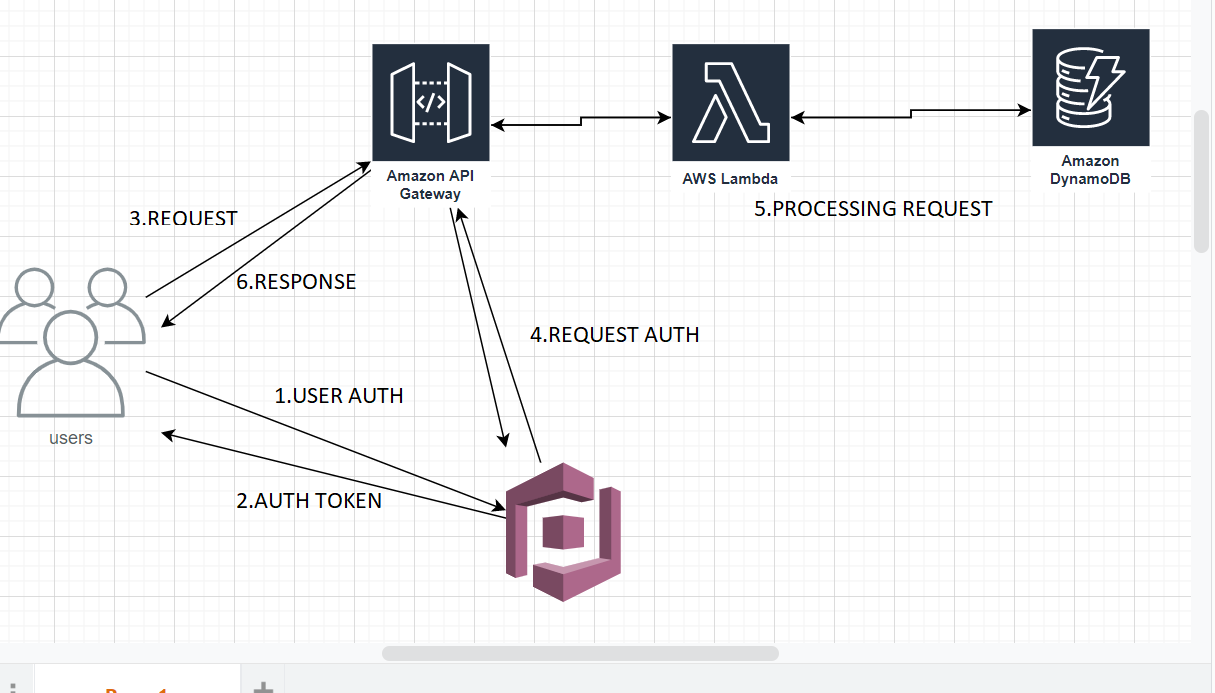 Amazon API
Gateway
AWS Lambda
Amazon
DynamoDB
5.PROCESSING REQUEST
3.REQUEST
6.RESPONSE
4.REQUEST AUTH
1.USER AUTH
users
2.AUTH TOKEN